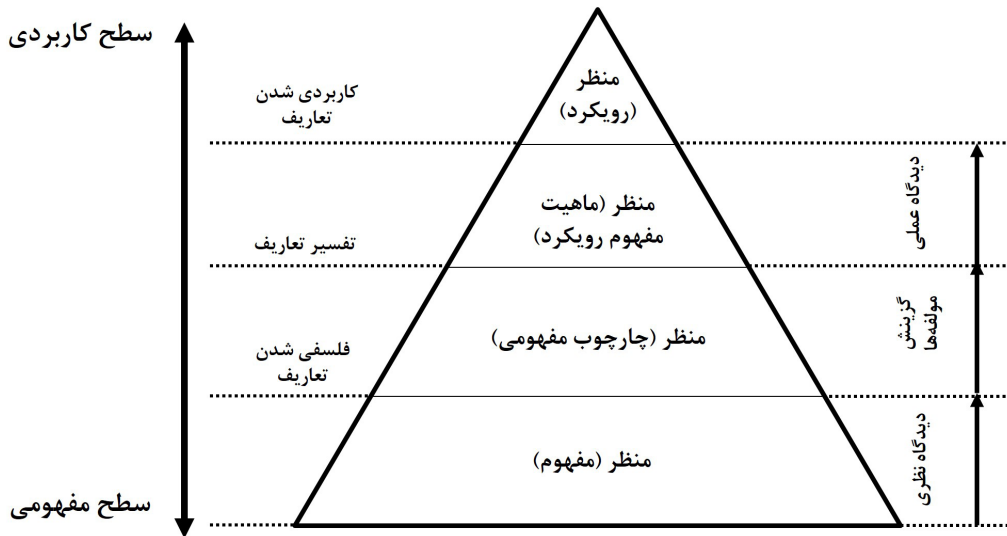 سطح کاربردی
کاربردی شدن
تعاریف
منظر
(رویکرد)
دیدگاه عملی
منظر (ماهیت
مفهوم رویکرد)
تفسیر تعاریف
گزینش
مولفه‌ها
منظر (چارچوب مفهومی)
فلسفی شدن
تعاریف
دیدگاه نظری
منظر (مفهوم)
سطح مفهومی